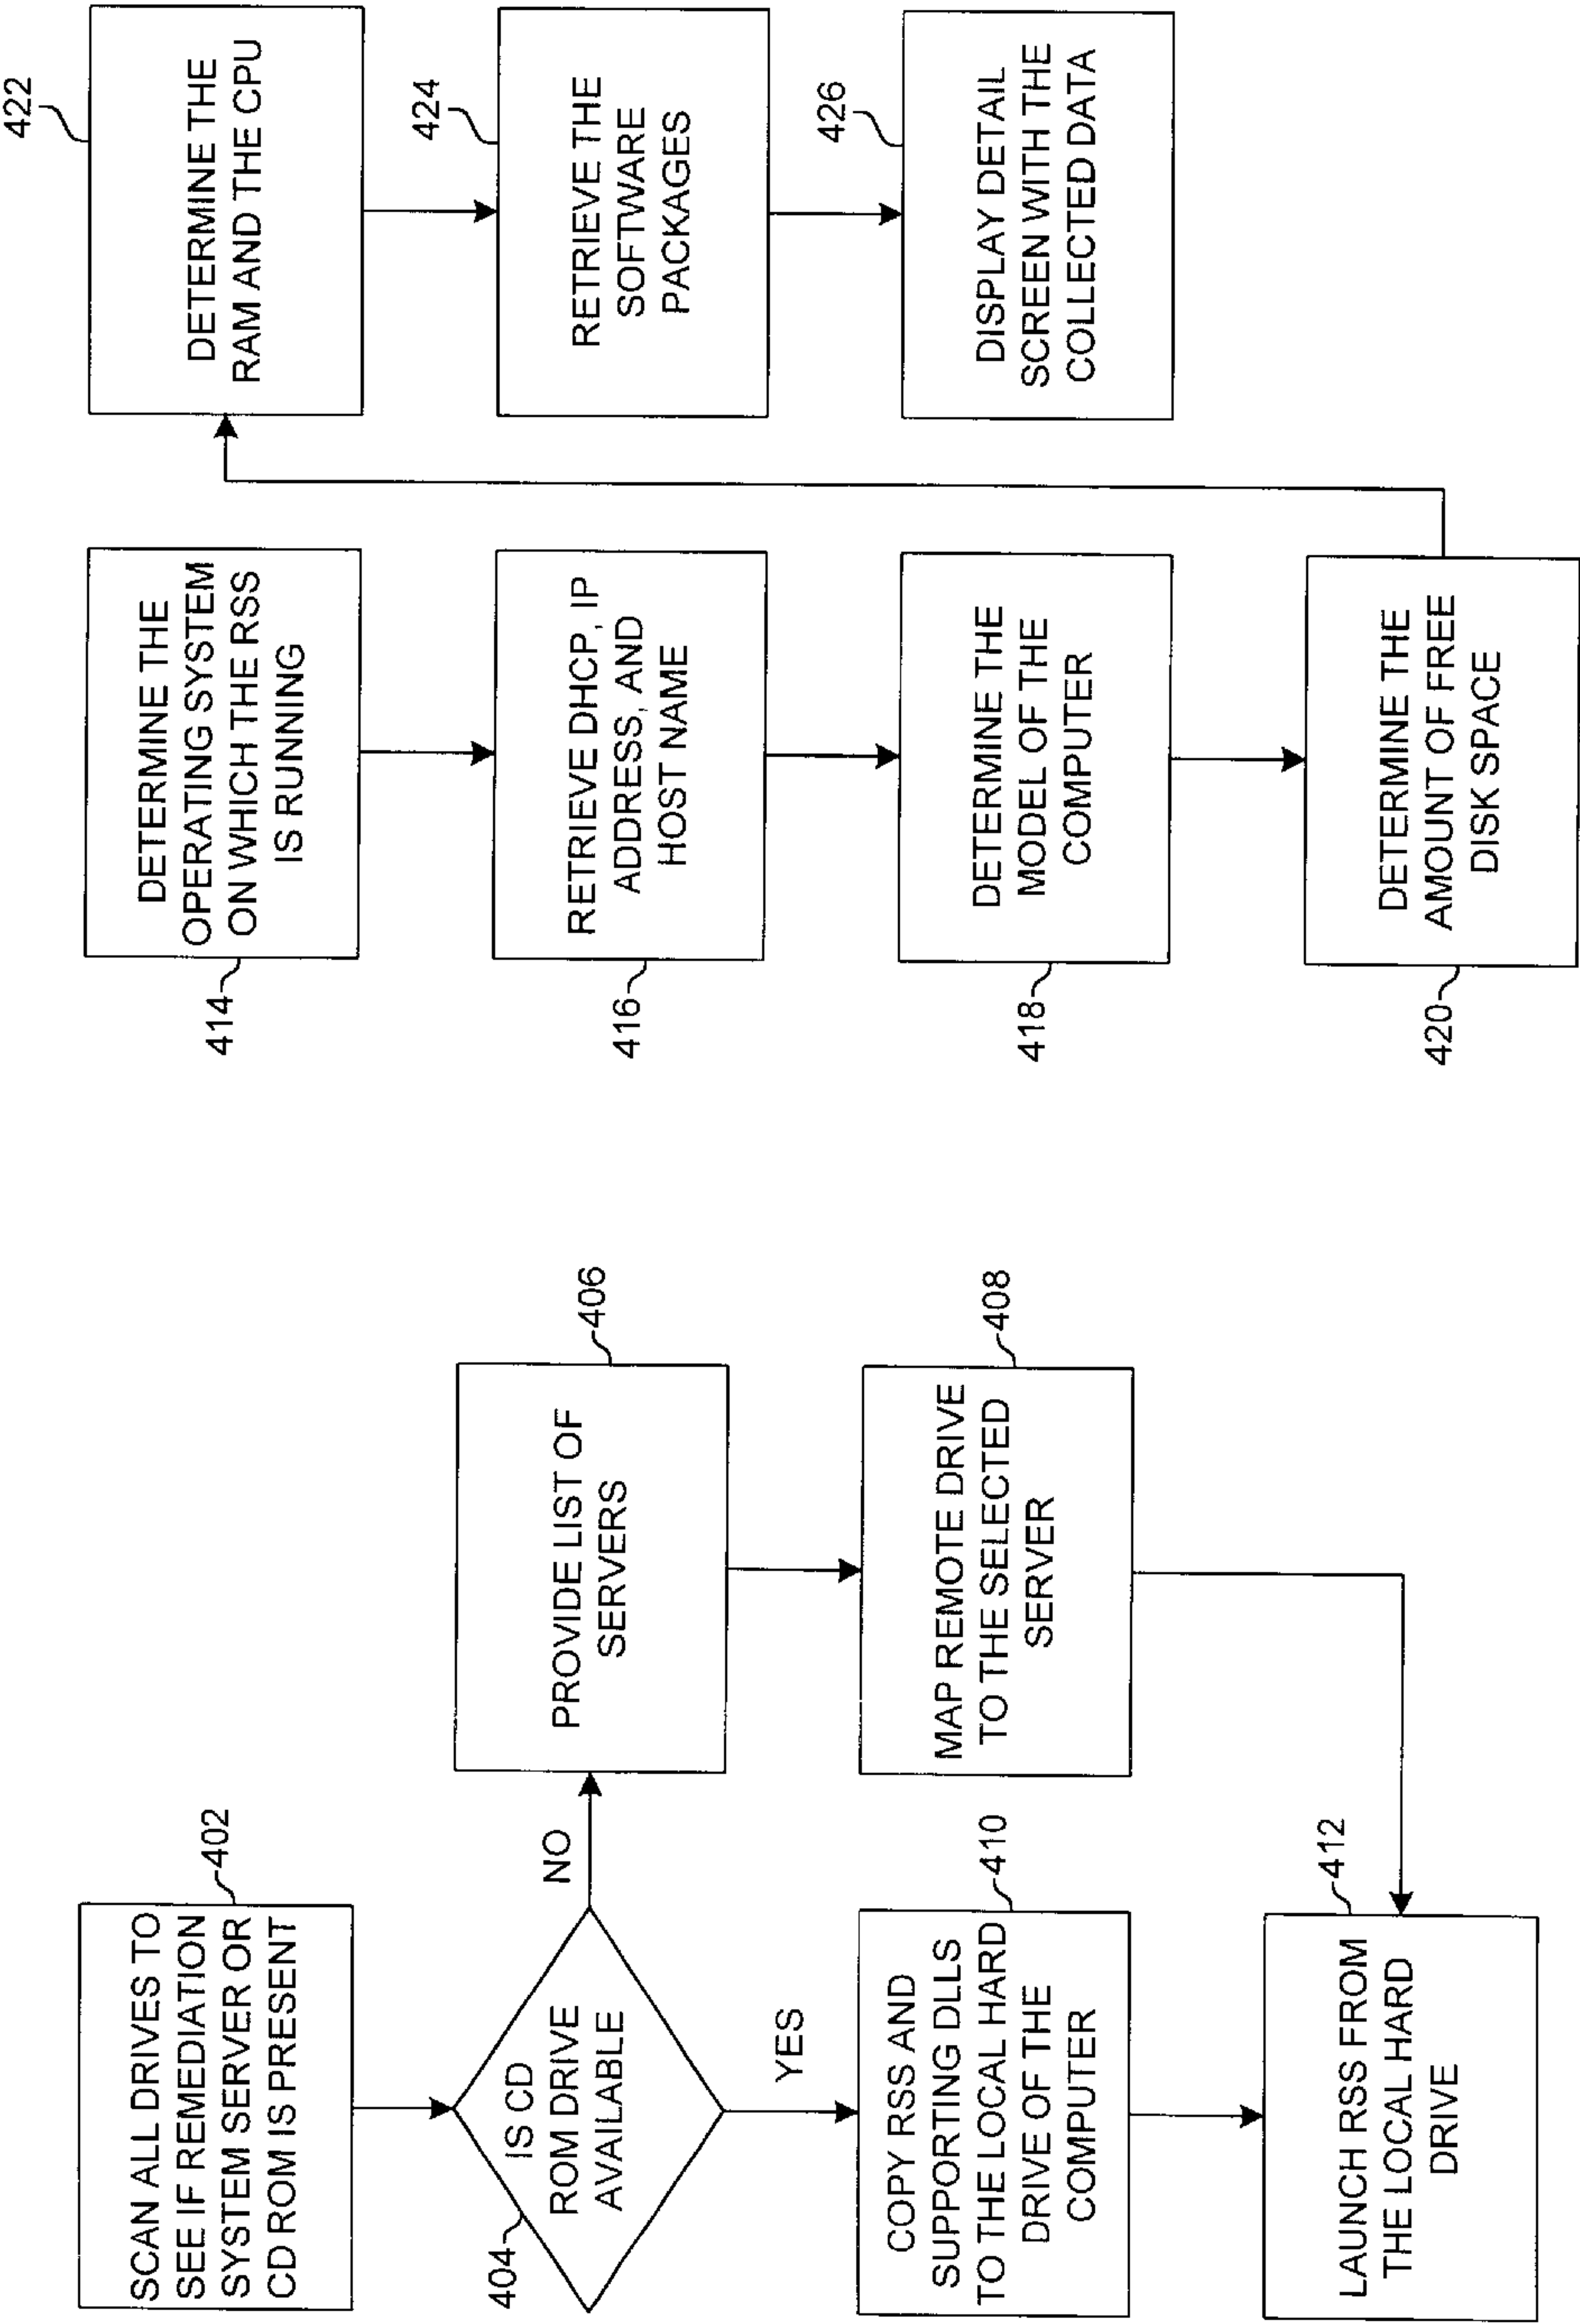 SCAN ALL DRIVES TO
SEE IF REMEDIATION
SYSTEM SERVER OR
CD ROM IS PRESENT
402
IS CD
ROM DRIVE
AVAILABLE
404
NO
YES
PROVIDE LIST OF
SERVERS
406
MAP REMOTE DRIVE
TO THE SELECTED
SERVER
408
COPY RSS AND
SUPPORTING DLLS
TO THE LOCAL HARD
DRIVE OF THE
COMPUTER
410
LAUNCH RSS FROM
THE LOCAL HARD
DRIVE
412
DETERMINE THE
OPERATING SYSTEM
ON WHICH THE RSS
IS RUNNING
414
RETRIEVE DHCP, IP
ADDRESS, AND
HOST NAME
416
DETERMINE THE
MODEL OF THE
COMPUTER
418
DETERMINE THE
AMOUNT OF FREE
DISK SPACE
420
DETERMINE THE
RAM AND THE CPU
422
RETRIEVE THE
SOFTWARE
PACKAGES
424
DISPLAY DETAIL
SCREEN WITH THE
COLLECTED DATA
426